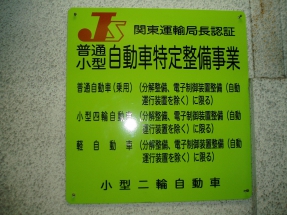 JS 関東運輸局長認証
普通
小型 自動車特定整備事業
普通自動車(乗用) (分解整備、電子制御装置整備(自動
運行装置を除く)に限る)
小型四輪自動車 (分解整備、電子制御装置整備(自動
運行装置を除く)に限る)
軽自動車 (分解整備、電子制御装置整備(自動
運行装置を除く)に限る)
小型二輪自動車